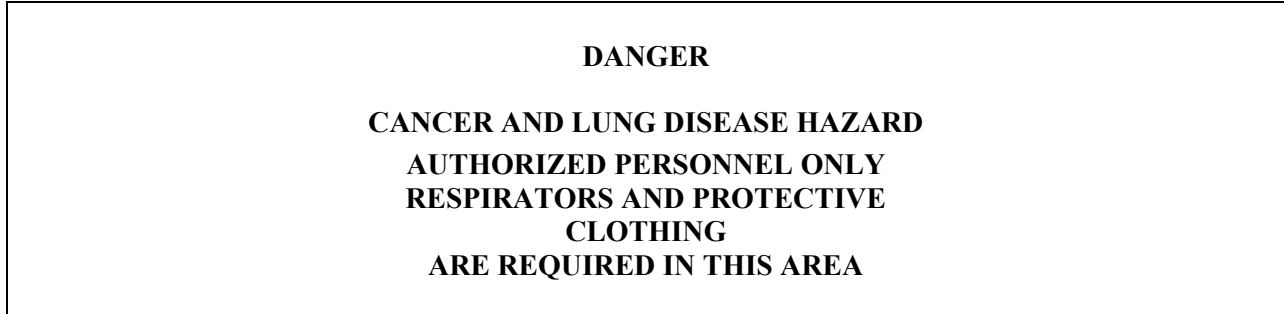 DANGER
CANCER AND LUNG DISEASE HAZARD
AUTHORIZED PERSONNEL ONLY
RESPIRATORS AND PROTECTIVE
CLOTHING
ARE REQUIRED IN THIS AREA